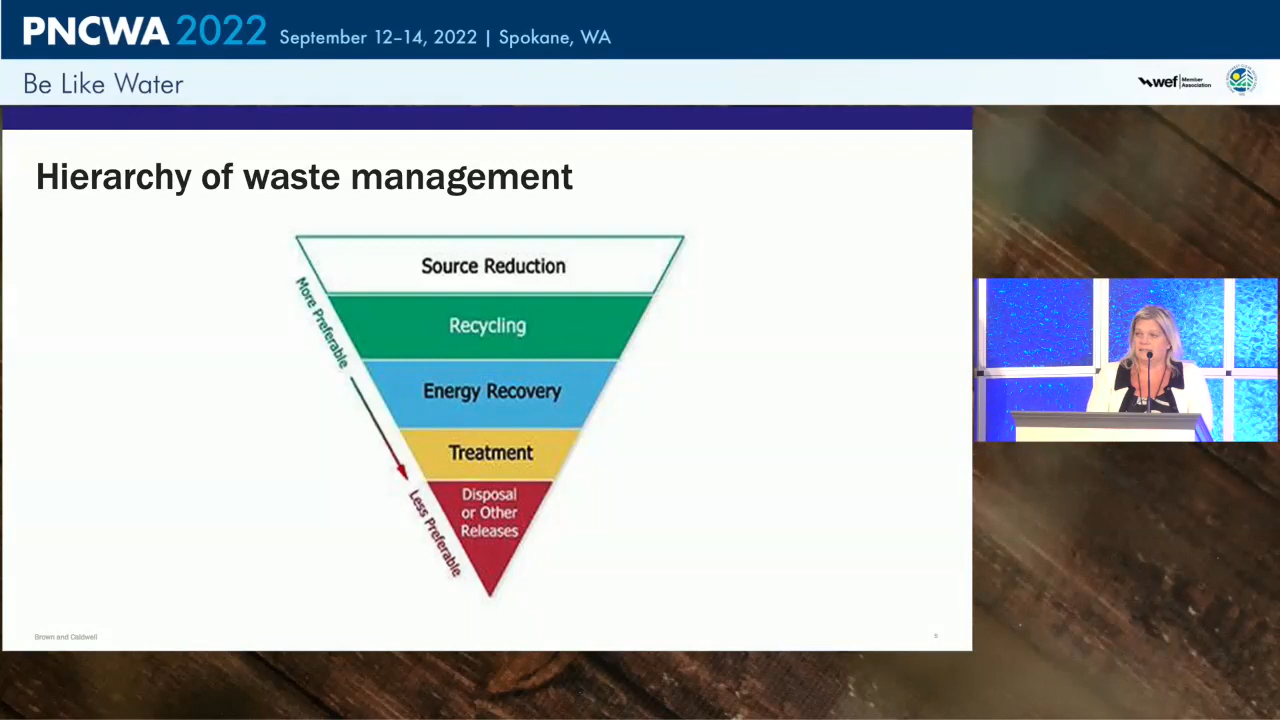 PNCWA 2022 September 12–14, 2022 | Spokane, WA
Be Like Water
wef Member
Association
Hierarchy of waste management
Source Reduction
More Preferable
Recycling
Energy Recovery
Treatment
Less Preferable
Disposal
or Other
Releases
Brown and Caldwell
5